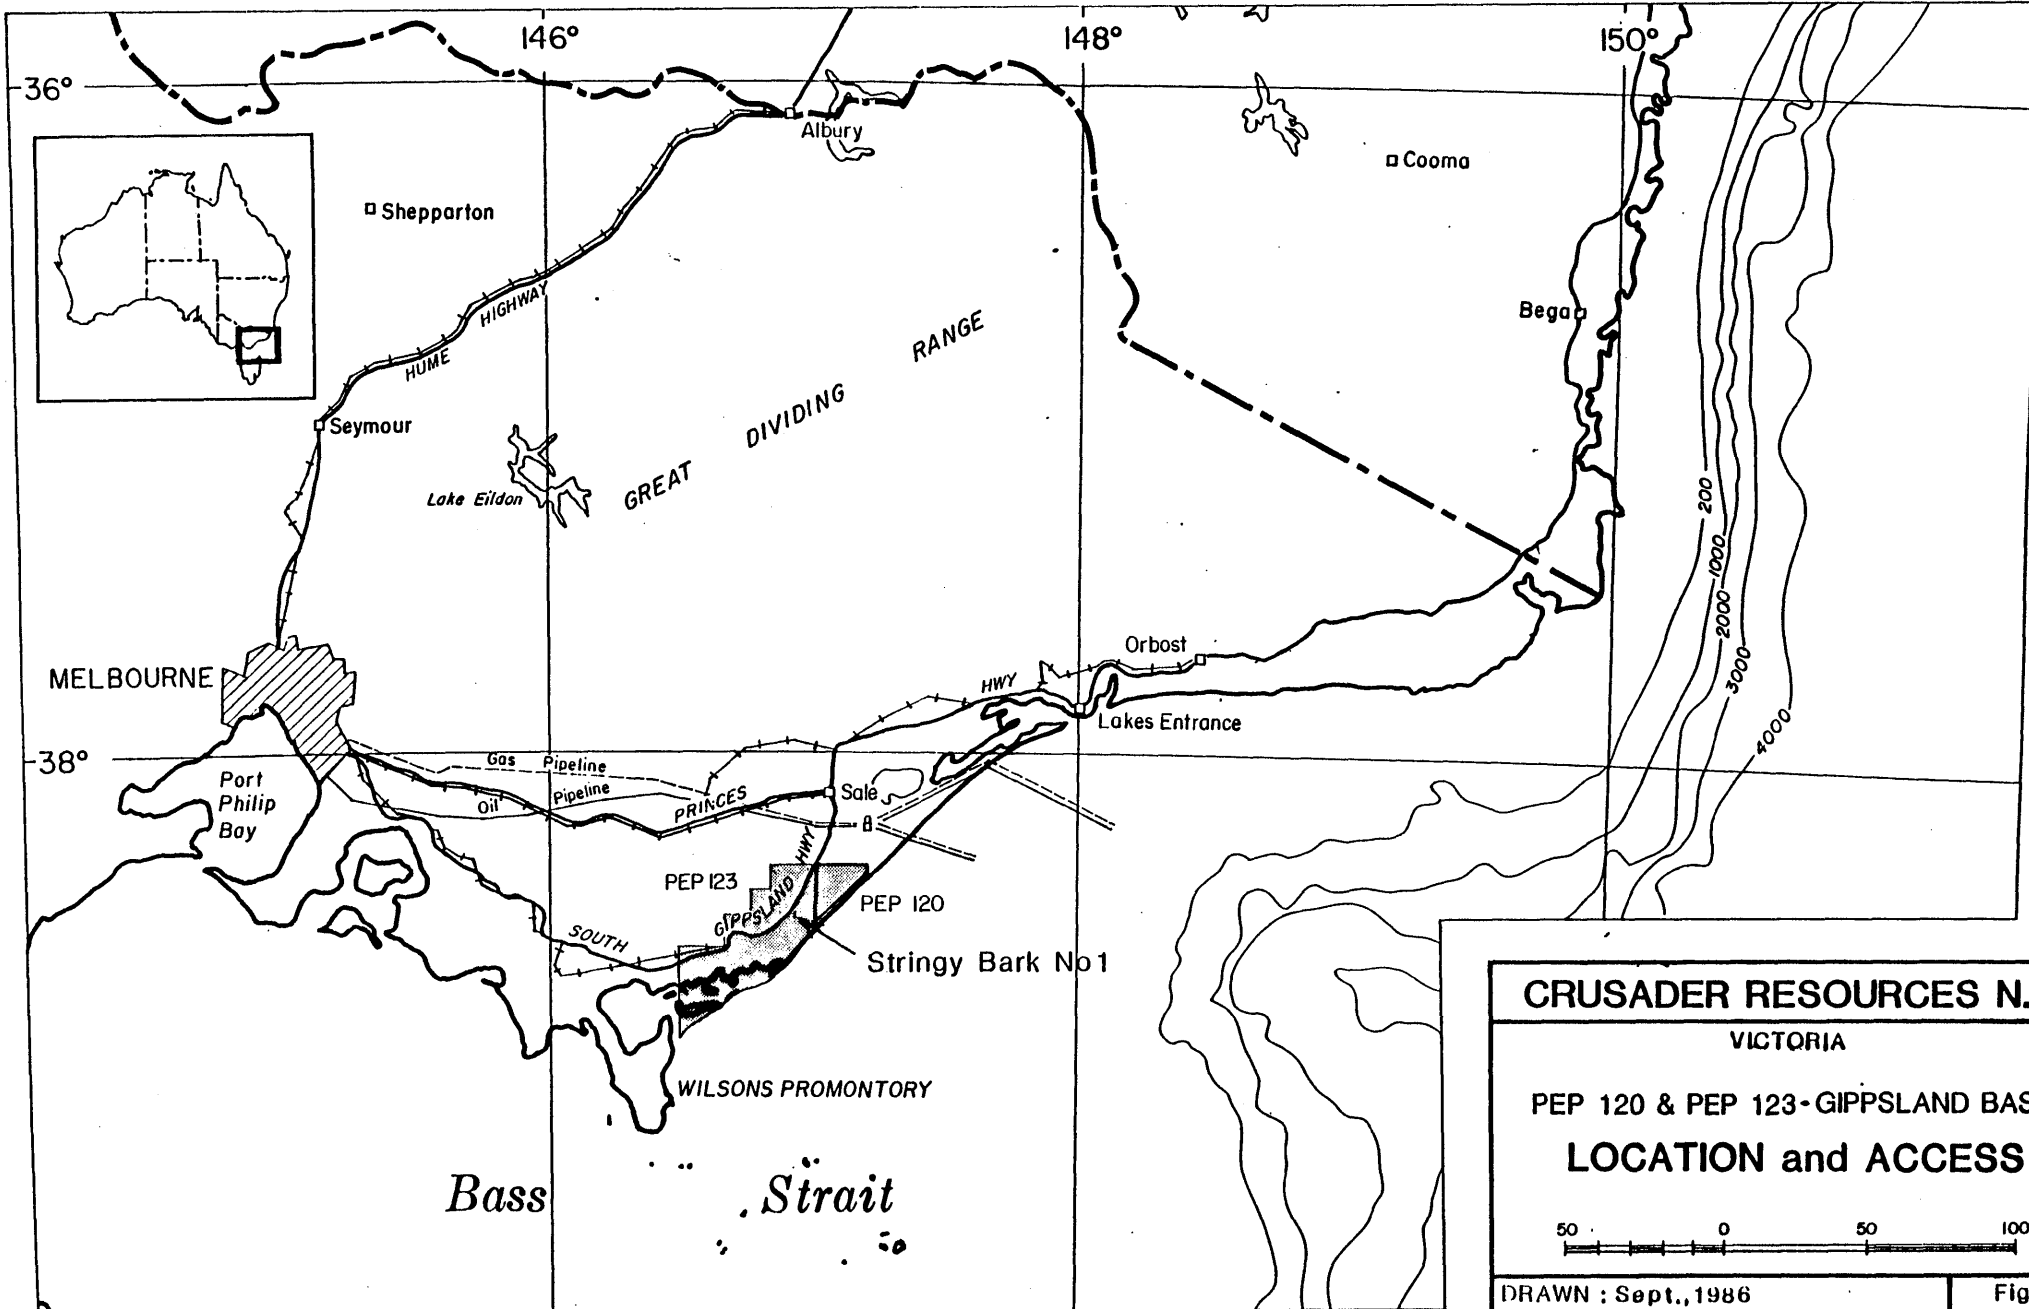 146°
148°
150°
36°
Albury
Cooma
Shepparton
HUME HIGHWAY
Bega
GREAT DIVIDING RANGE
Seymour
Lake Eildon
200
1000
2000
3000
4000
Orbost
MELBOURNE
HWY
Lakes Entrance
38°
Gas Pipeline
Oil Pipeline
PRINCES
Sale
Port
Philip
Bay
HWY
PEP 123
GIPPSLAND
PEP 120
SOUTH
Stringy Bark No1
WILSONS PROMONTORY
Bass Strait
CRUSADER RESOURCES N.
VICTORIA
PEP 120 & PEP 123-GIPPSLAND BAS
LOCATION and ACCESS
50 0 50 100
DRAWN : Sept.,1986
Fig